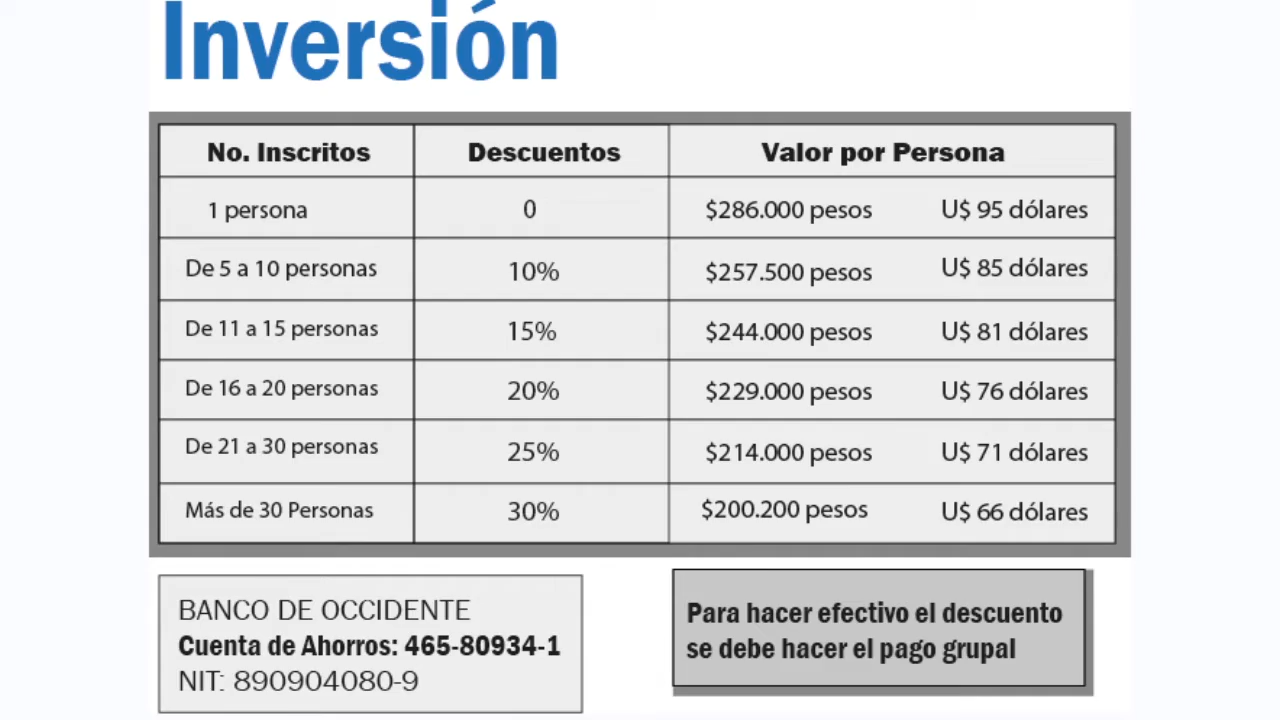 Inversión
No. Inscritos Descuentos Valor por Persona
1 persona 0 $286.000 pesos U$ 95 dólares
De 5 a 10 personas 10% $257.500 pesos U$ 85 dólares
De 11 a 15 personas 15% $244.000 pesos U$ 81 dólares
De 16 a 20 personas 20% $229.000 pesos U$ 76 dólares
De 21 a 30 personas 25% $214.000 pesos U$ 71 dólares
Más de 30 Personas 30% $200.200 pesos U$ 66 dólares
BANCO DE OCCIDENTE
Cuenta de Ahorros: 465-80934-1
NIT: 890904080-9
Para hacer efectivo el descuento
se debe hacer el pago grupal